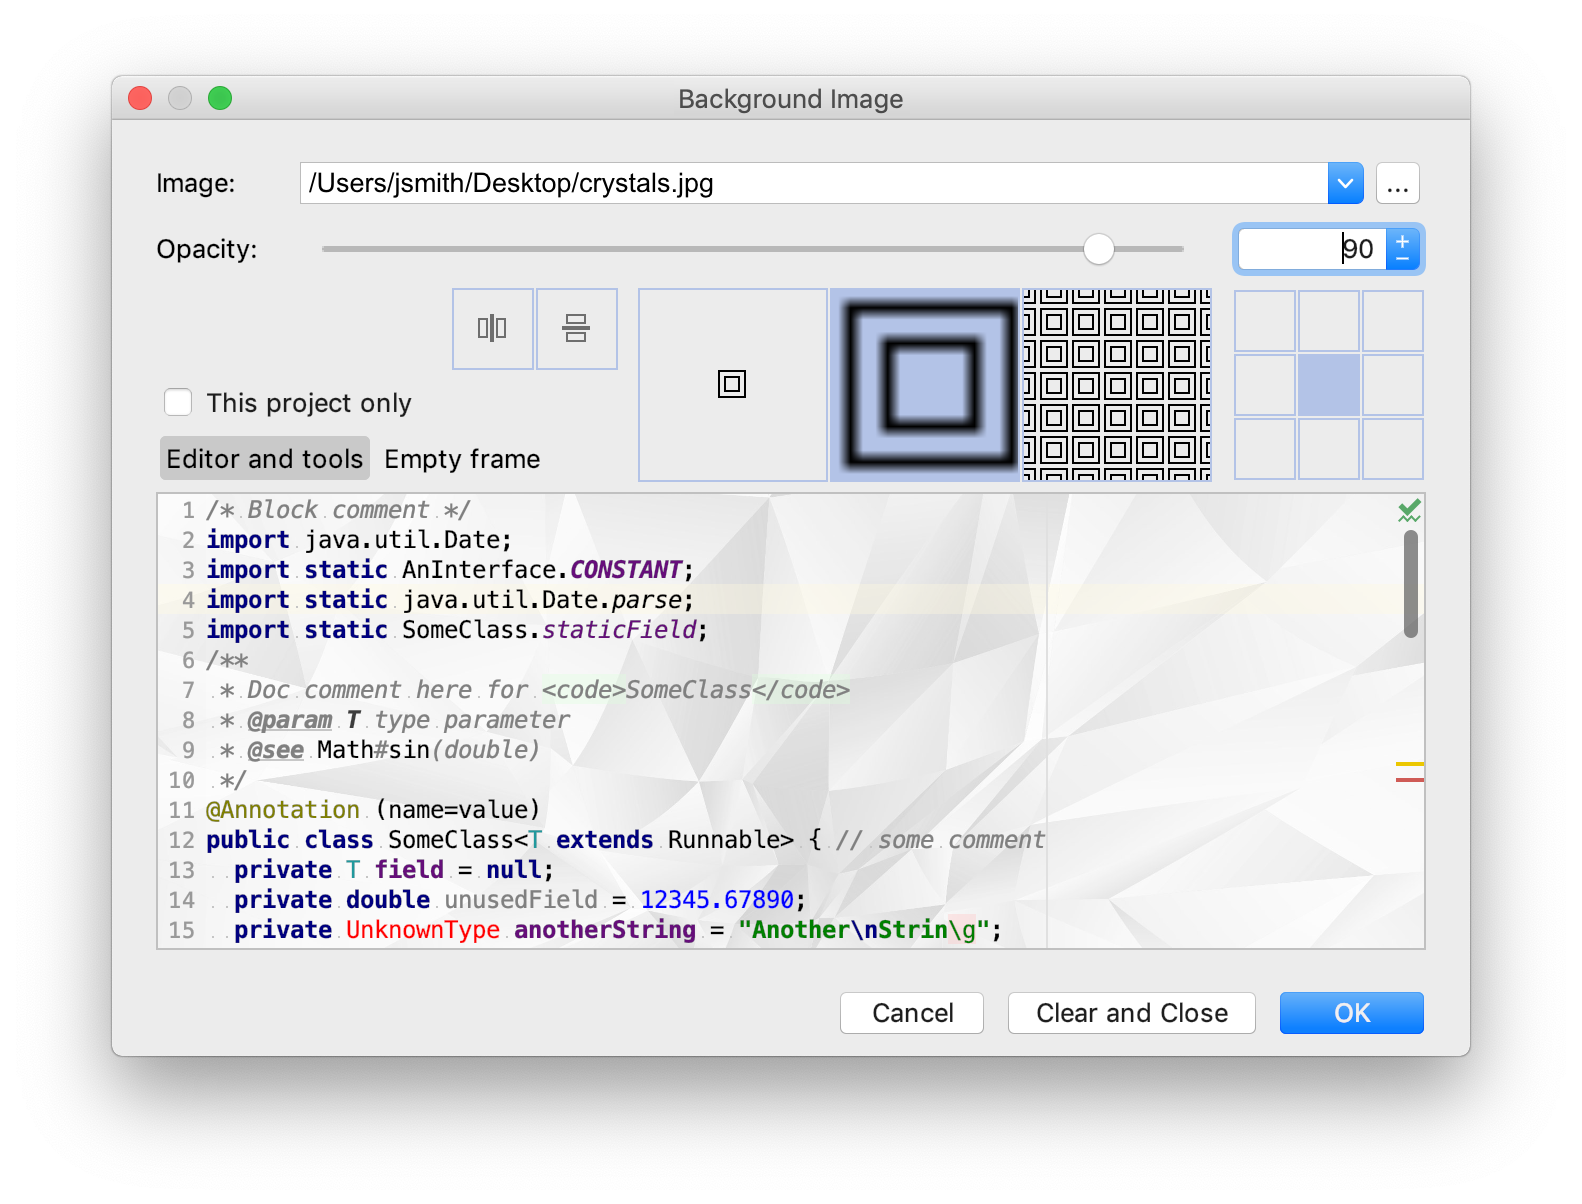 Background Image
Image: /Users/jsmith/Desktop/crystals.jpg ...
Opacity: 90
This project only
Editor and tools Empty frame
1 /* Block comment */
2 import java.util.Date;
3 import static AnInterface.CONSTANT;
4 import static java.util.Date.parse;
5 import static SomeClass.staticField;
6 /**
7  * Doc comment here for <code>SomeClass</code>
8  * @param T type parameter
9  * @see Math#sin(double)
10  */
11 @Annotation (name=value)
12 public class SomeClass<T extends Runnable> { // some comment
13   private T field = null;
14   private double unusedField = 12345.67890;
15   private UnknownType anotherString = "Another\nStrin\g";
Cancel Clear and Close OK